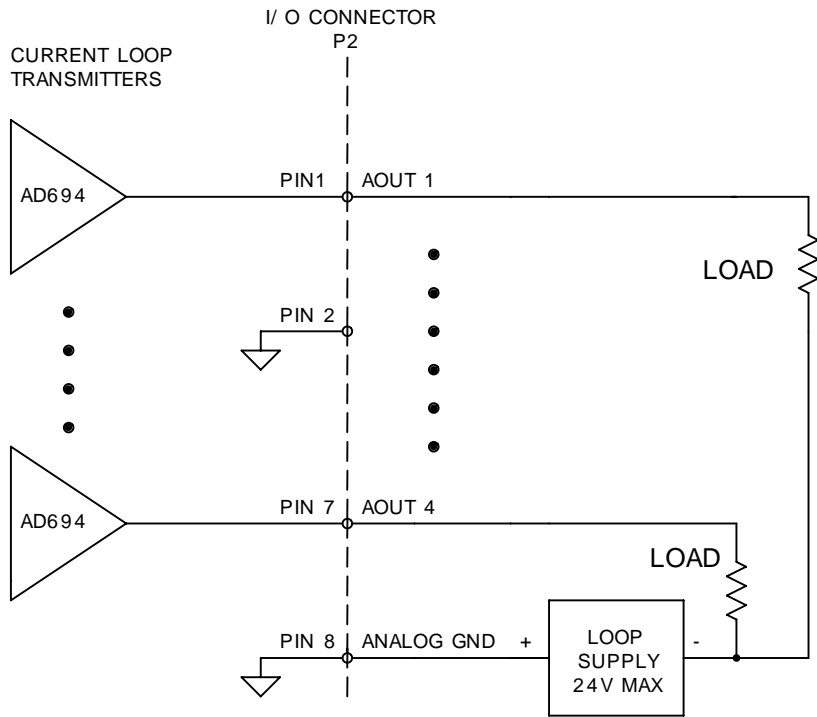 I/ O CONNECTOR
P2
CURRENT LOOP
TRANSMITTERS
AD694
PIN1
AOUT 1
LOAD
PIN 2
AD694
PIN 7
AOUT 4
LOAD
PIN 8
ANALOG GND
+
LOOP
SUPPLY
24V MAX
-